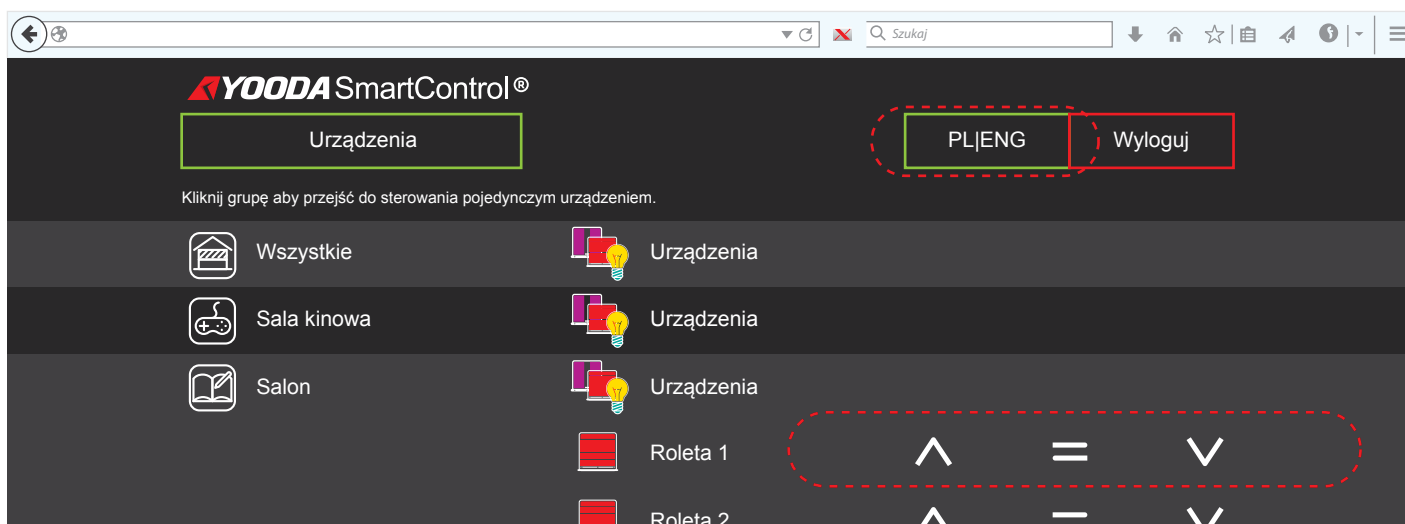 Szukaj
YOODA SmartControl®
Urządzenia
PL|ENG
Wyloguj
Kliknij grupę aby przejść do sterowania pojedynczym urządzeniem.
Wszystkie
Urządzenia
Sala kinowa
Urządzenia
Salon
Urządzenia
Roleta 1
Roleta 2